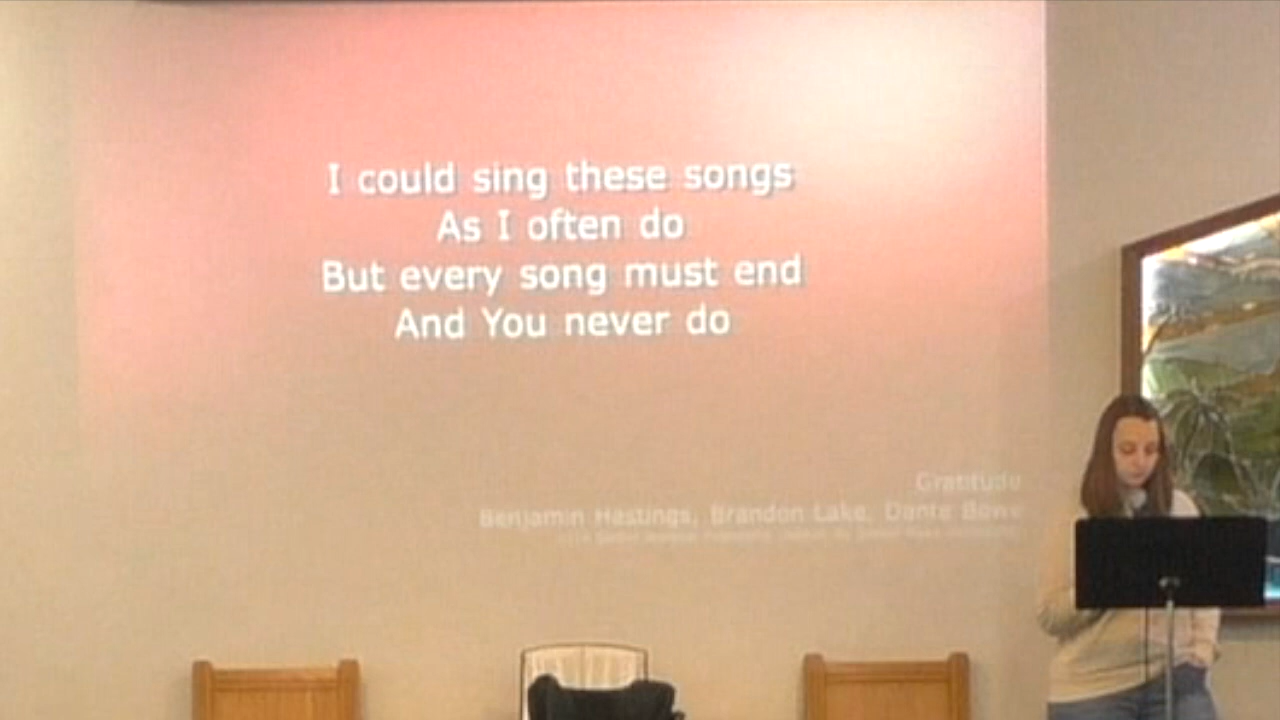 I could sing these songs
As I often do
But every song must end
And You never do
Gratitude
Benjamin Hastings, Brandon Lake, Dante Bowe